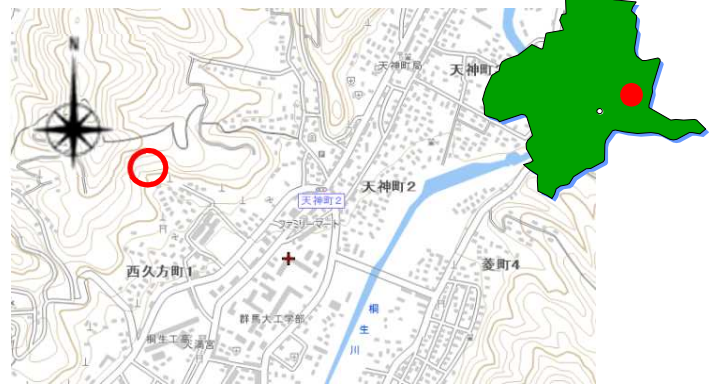 N
天神町局
天神町
天神町2
天神町2
ファミリーマート
西久方町1
菱町4
群馬大工学部
桐生川
桐生工高
天満宮